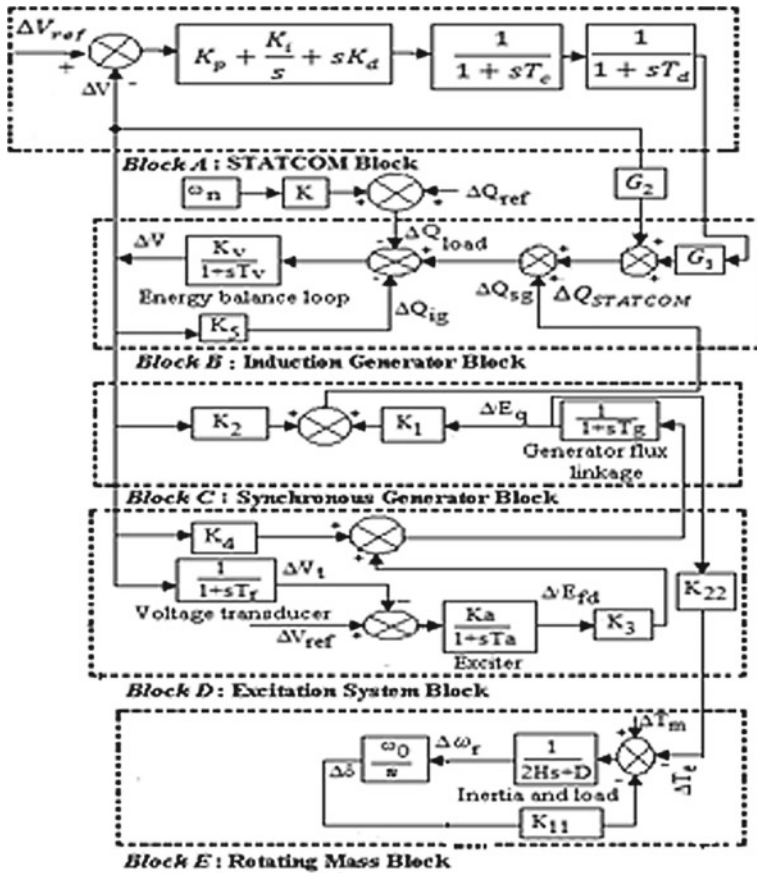 ΔV_ref
+
-
ΔV
K_p + K_i/s + sK_d
1/(1 + sT_c)
1/(1 + sT_d)
Block A : STATCOM Block
ω_n
K
+
+
ΔQ_ref
G_2
ΔV
K_v/(1+sT_v)
-
ΔQ_load
-
+
+
+
+
+
G_1
Energy balance loop
ΔQ_sg
ΔQ_STATCOM
K_5
ΔQ_ig
Block B : Induction Generator Block
K_2
+
+
K_1
ΔE_q
1/(1+sT_g)
Generator flux
linkage
Block C : Synchronous Generator Block
K_4
+
+
1/(1+sT_r)
ΔV_t
Voltage transducer
-
ΔV_ref
+
Ka/(1+sTa)
Exciter
ΔE_fd
K_3
K_22
Block D : Excitation System Block
ΔT_m
ω_0/s
Δω_r
1/(2Hs+D)
+
-
-
ΔT_e
Δδ
Inertia and load
K_11
Block E : Rotating Mass Block